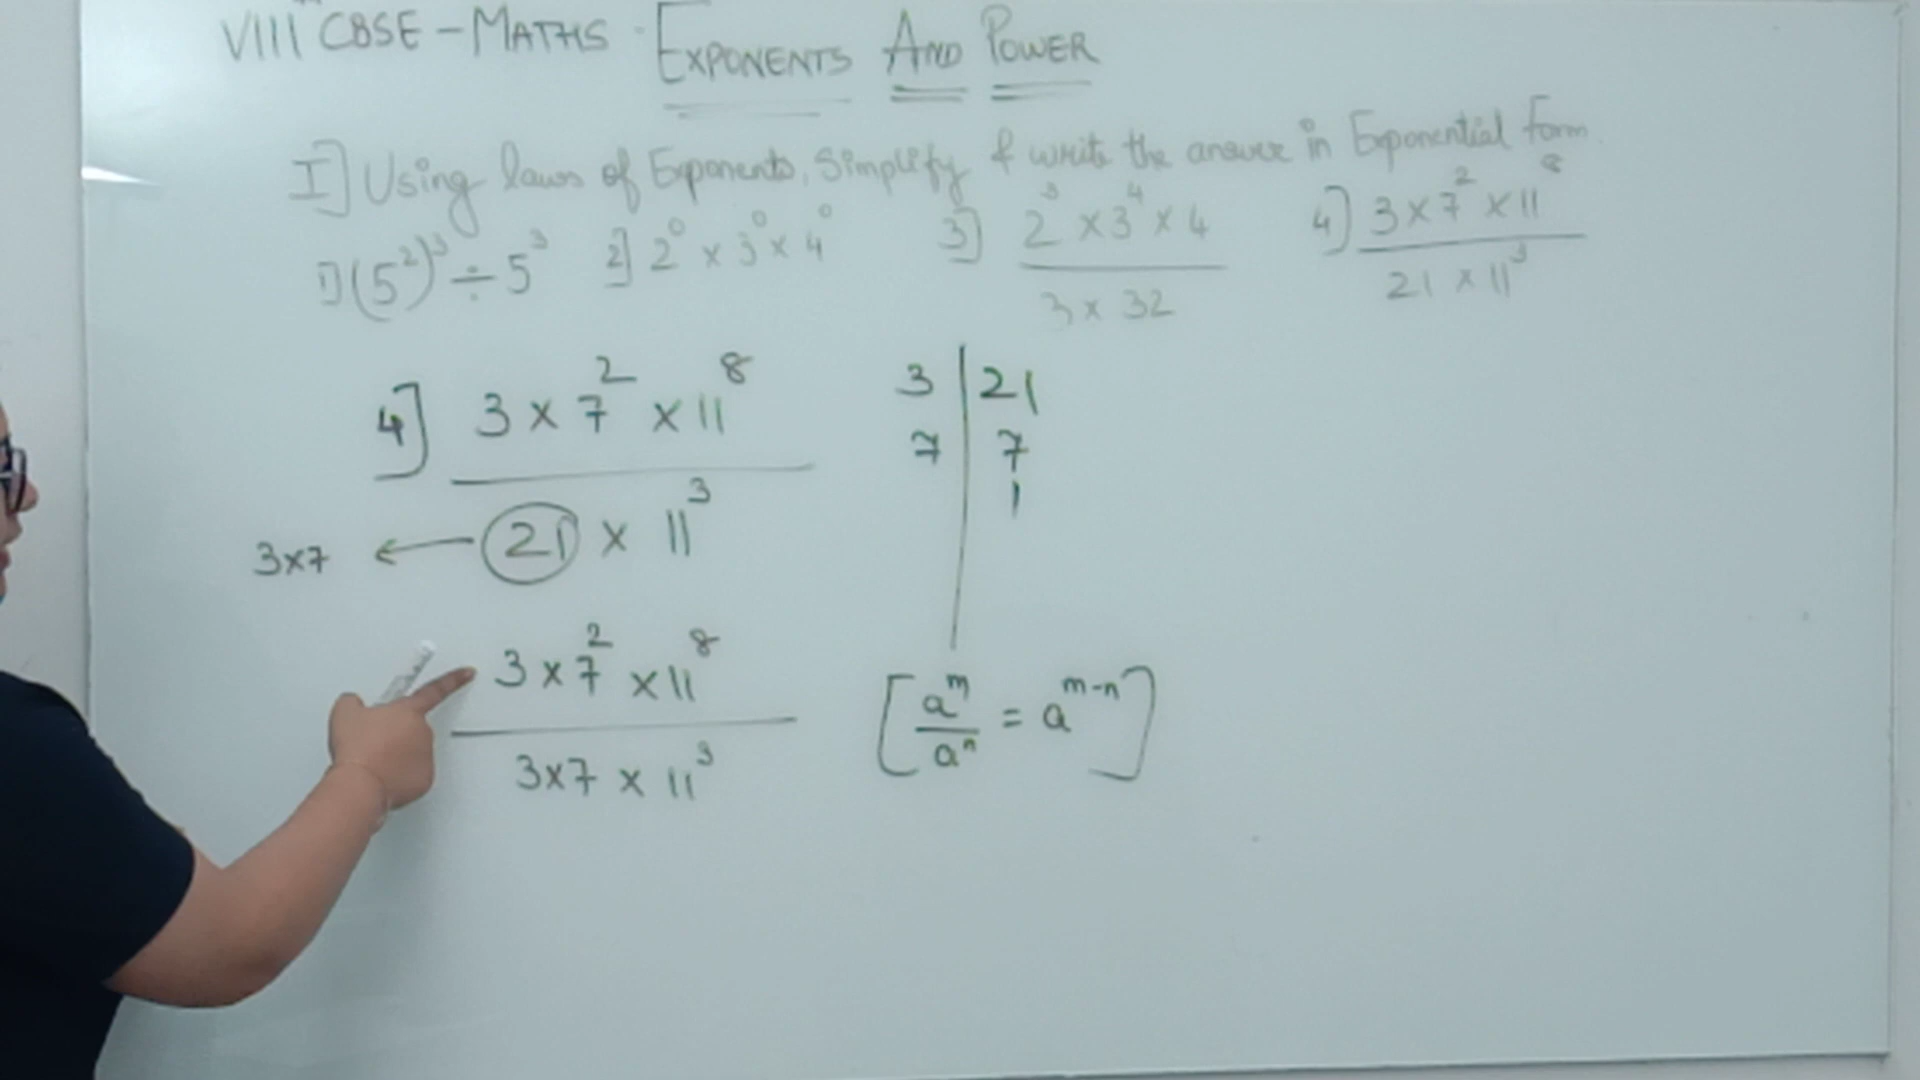 VIII CBSE - MATHS - EXPONENTS AND POWER
I] Using laws of Exponents, Simplify & write the answer in Exponential form
1] (5²)³ ÷ 5³ 2] 2⁰ × 3⁰ × 4⁰ 3] 2³ × 3⁴ × 4 4] 3 × 7² × 11⁸
3 × 32 21 × 11³
4] 3 × 7² × 11⁸
21 × 11³
3×7 ←
3 × 7² × 11⁸
3×7 × 11³
3 | 21
7 | 7
1
[aᵐ/aⁿ = aᵐ⁻ⁿ]